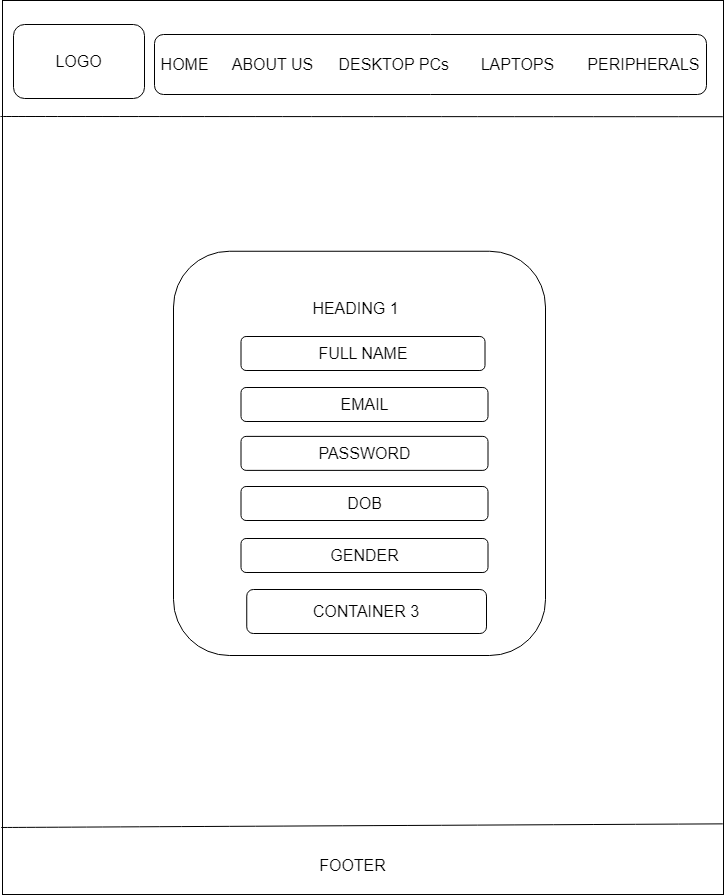 LOGO
HOME ABOUT US DESKTOP PCs LAPTOPS PERIPHERALS
HEADING 1
FULL NAME
EMAIL
PASSWORD
DOB
GENDER
CONTAINER 3
FOOTER